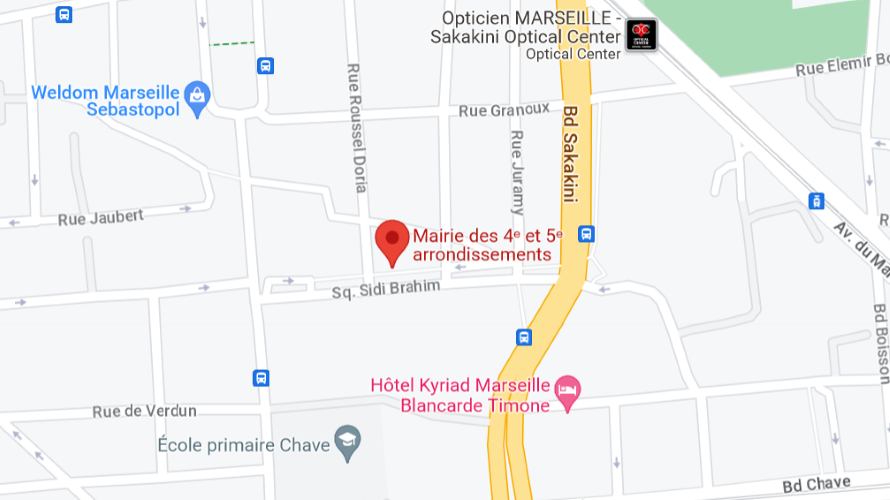 Opticien MARSEILLE -
Sakakini Optical Center
Optical Center
OPTICAL
CENTER
Rue Elemir Bo
Weldom Marseille
Sebastopol
Rue Roussel Doria
Rue Granoux
Rue Juramy
Bd Sakakini
Rue Jaubert
R
Mairie des 4ᵉ et 5ᵉ
arrondissements
Av. du Ma
Sq. Sidi Brahim
Bd Boisson
Hôtel Kyriad Marseille
Blancarde Timone
Rue de Verdun
École primaire Chave
Bd Chave